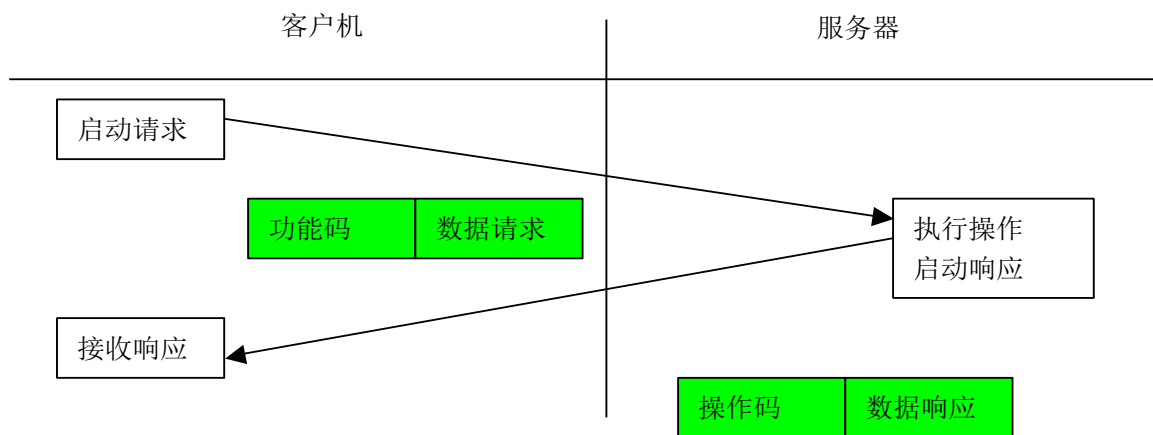 客户机
服务器
启动请求
功能码
数据请求
执行操作
启动响应
接收响应
操作码
数据响应